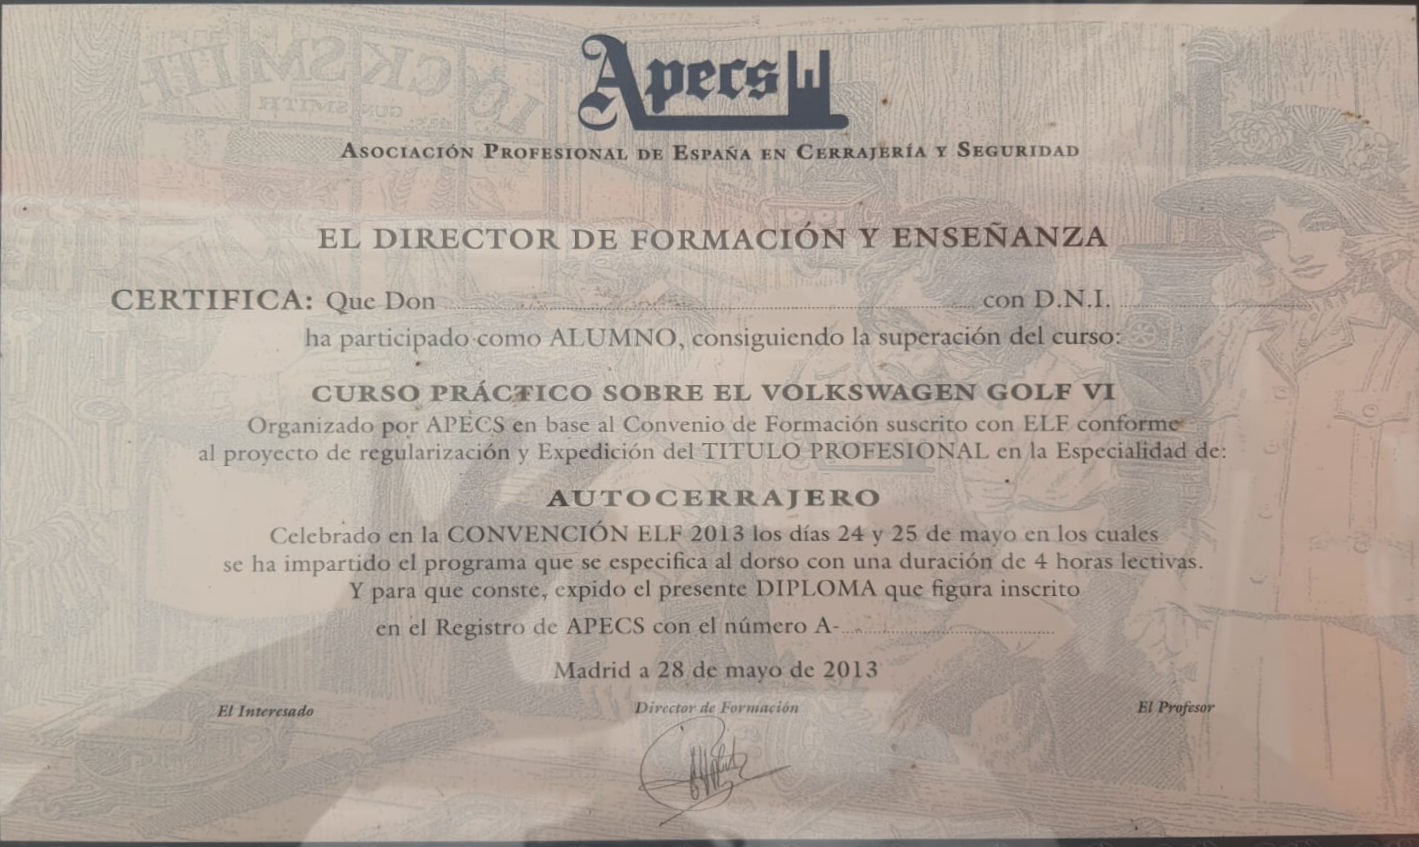 LOCKSMITH
GUNSMITH
Apecs
ASOCIACIÓN PROFESIONAL DE ESPAÑA EN CERRAJERÍA Y SEGURIDAD
EL DIRECTOR DE FORMACIÓN Y ENSEÑANZA
CERTIFICA: Que Don con D.N.I.
ha participado como ALUMNO, consiguiendo la superación del curso:
CURSO PRÁCTICO SOBRE EL VOLKSWAGEN GOLF VI
Organizado por APECS en base al Convenio de Formación suscrito con ELF conforme
al proyecto de regularización y Expedición del TITULO PROFESIONAL en la Especialidad de:
AUTOCERRAJERO
Celebrado en la CONVENCIÓN ELF 2013 los días 24 y 25 de mayo en los cuales
se ha impartido el programa que se especifica al dorso con una duración de 4 horas lectivas.
Y para que conste, expido el presente DIPLOMA que figura inscrito
en el Registro de APECS con el número A-
Madrid a 28 de mayo de 2013
El Interesado Director de Formación El Profesor